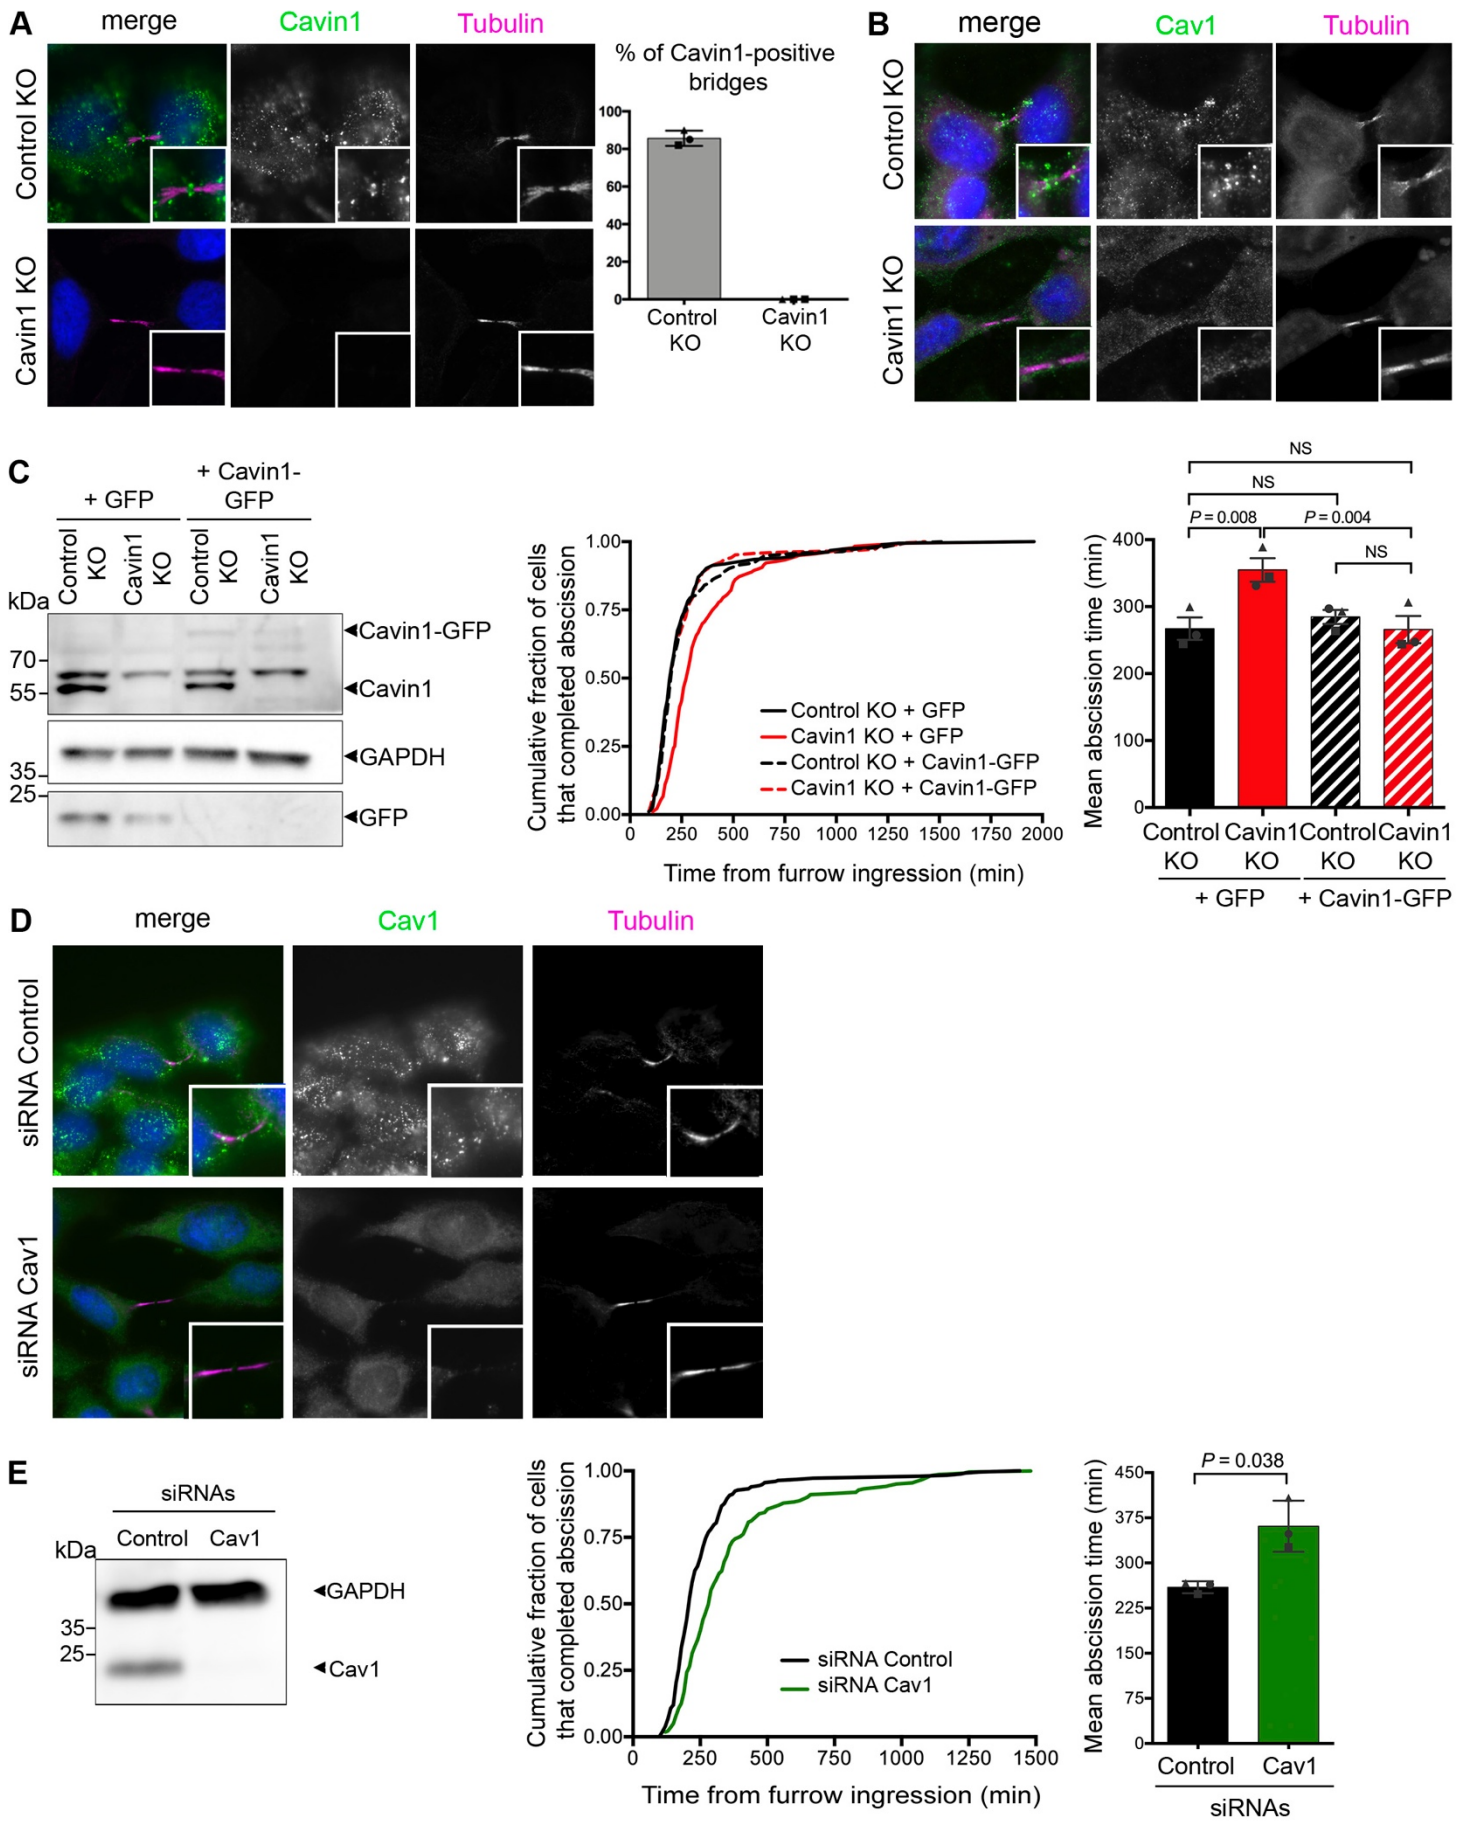 A
merge
Cavin1
Tubulin
Control KO
Cavin1 KO
% of Cavin1-positive
bridges
100
80
60
40
20
0
Control
KO
Cavin1
KO
B
merge
Cav1
Tubulin
Control KO
Cavin1 KO
C
+ GFP
+ Cavin1-
GFP
Control
KO
Cavin1
KO
Control
KO
Cavin1
KO
kDa
70
55
35
25
Cavin1-GFP
Cavin1
GAPDH
GFP
Cumulative fraction of cells
that completed abscission
1.00
0.75
0.50
0.25
0.00
Control KO + GFP
Cavin1 KO + GFP
Control KO + Cavin1-GFP
Cavin1 KO + Cavin1-GFP
0 250 500 750 1000 1250 1500 1750 2000
Time from furrow ingression (min)
Mean abscission time (min)
NS
NS
P = 0.008
P = 0.004
NS
400
300
200
100
0
Control Cavin1 Control Cavin1
KO KO KO KO
+ GFP + Cavin1-GFP
D
merge
Cav1
Tubulin
siRNA Control
siRNA Cav1
E
siRNAs
Control Cav1
kDa
35
25
GAPDH
Cav1
Cumulative fraction of cells
that completed abscission
1.00
0.75
0.50
0.25
0.00
siRNA Control
siRNA Cav1
0 250 500 750 1000 1250 1500
Time from furrow ingression (min)
Mean abscission time (min)
P = 0.038
450
375
300
225
150
75
0
Control Cav1
siRNAs